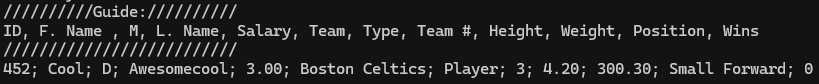 //////////Guide://////////
ID, F. Name , M, L. Name, Salary, Team, Type, Team #, Height, Weight, Position, Wins
//////////////////////////
452; Cool; D; Awesomecool; 3.00; Boston Celtics; Player; 3; 4.20; 300.30; Small Forward; 0